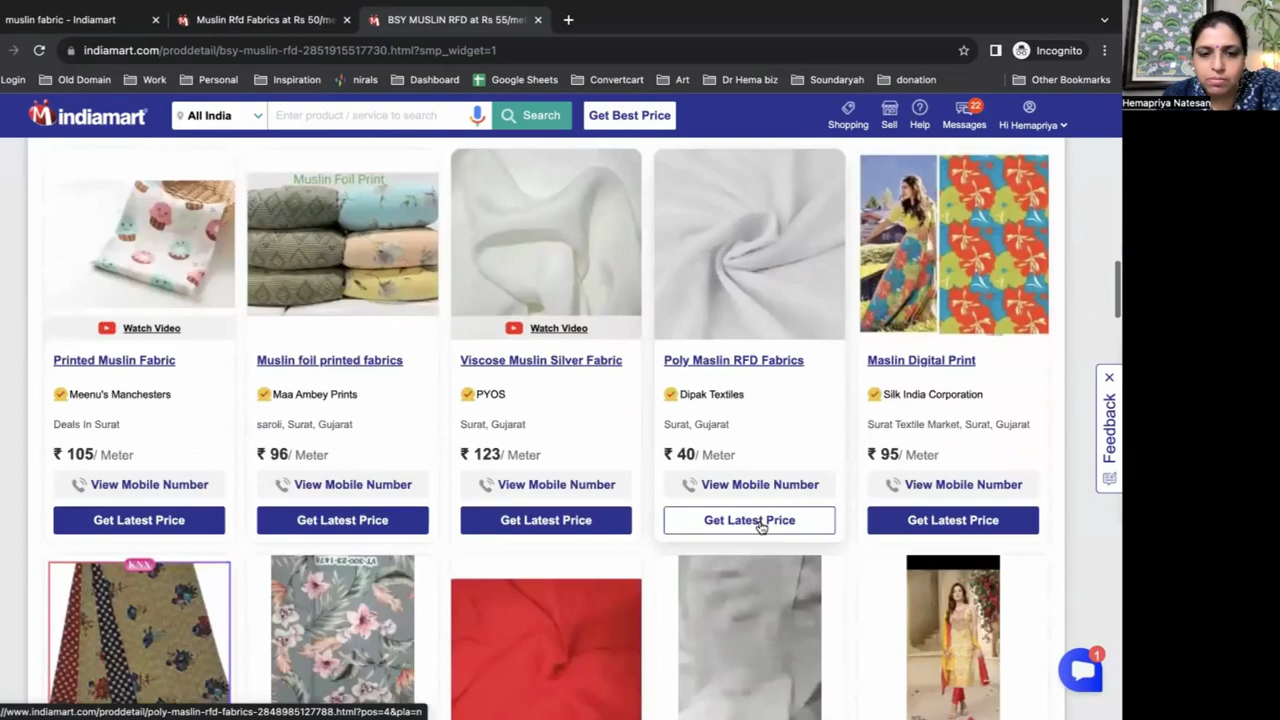 muslin fabric - Indiamart
Muslin Rfd Fabrics at Rs 50/me
BSY MUSLIN RFD at Rs 55/me
indiamart.com/proddetail/bsy-muslin-rfd-2851915517730.html?smp_widget=1
Incognito
Login
Old Domain
Work
Personal
Inspiration
nirals
Dashboard
Google Sheets
Convertcart
Art
Dr Hema biz
Soundaryah
donation
Other Bookmarks
Hemapriya Natesan
indiamart
All India
Enter product / service to search
Search
Get Best Price
Shopping
Sell
Help
22
Messages
Hi Hemapriya
Muslin Foil Print
Watch Video
Watch Video
Printed Muslin Fabric
Muslin foil printed fabrics
Viscose Muslin Silver Fabric
Poly Maslin RFD Fabrics
Maslin Digital Print
Meenu's Manchesters
Maa Ambey Prints
PYOS
Dipak Textiles
Silk India Corporation
Deals In Surat
saroli, Surat, Gujarat
Surat, Gujarat
Surat, Gujarat
Surat Textile Market, Surat, Gujarat
₹ 105/ Meter
₹ 96/ Meter
₹ 123/ Meter
₹ 40/ Meter
₹ 95/ Meter
View Mobile Number
View Mobile Number
View Mobile Number
View Mobile Number
View Mobile Number
Get Latest Price
Get Latest Price
Get Latest Price
Get Latest Price
Get Latest Price
Feedback
KNX
1
//www.indiamart.com/proddetail/poly-maslin-rfd-fabrics-2848985127788.html?pos=4&pla=n